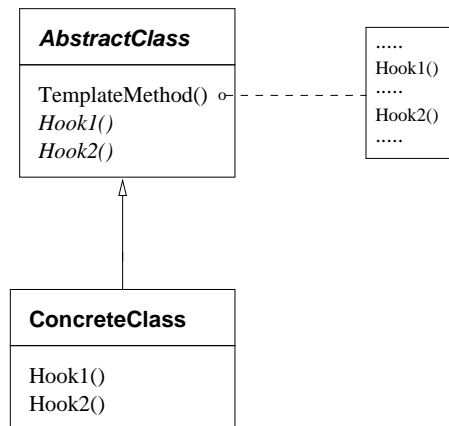 AbstractClass
TemplateMethod()
Hook1()
Hook2()
.....
Hook1()
.....
Hook2()
.....
ConcreteClass
Hook1()
Hook2()